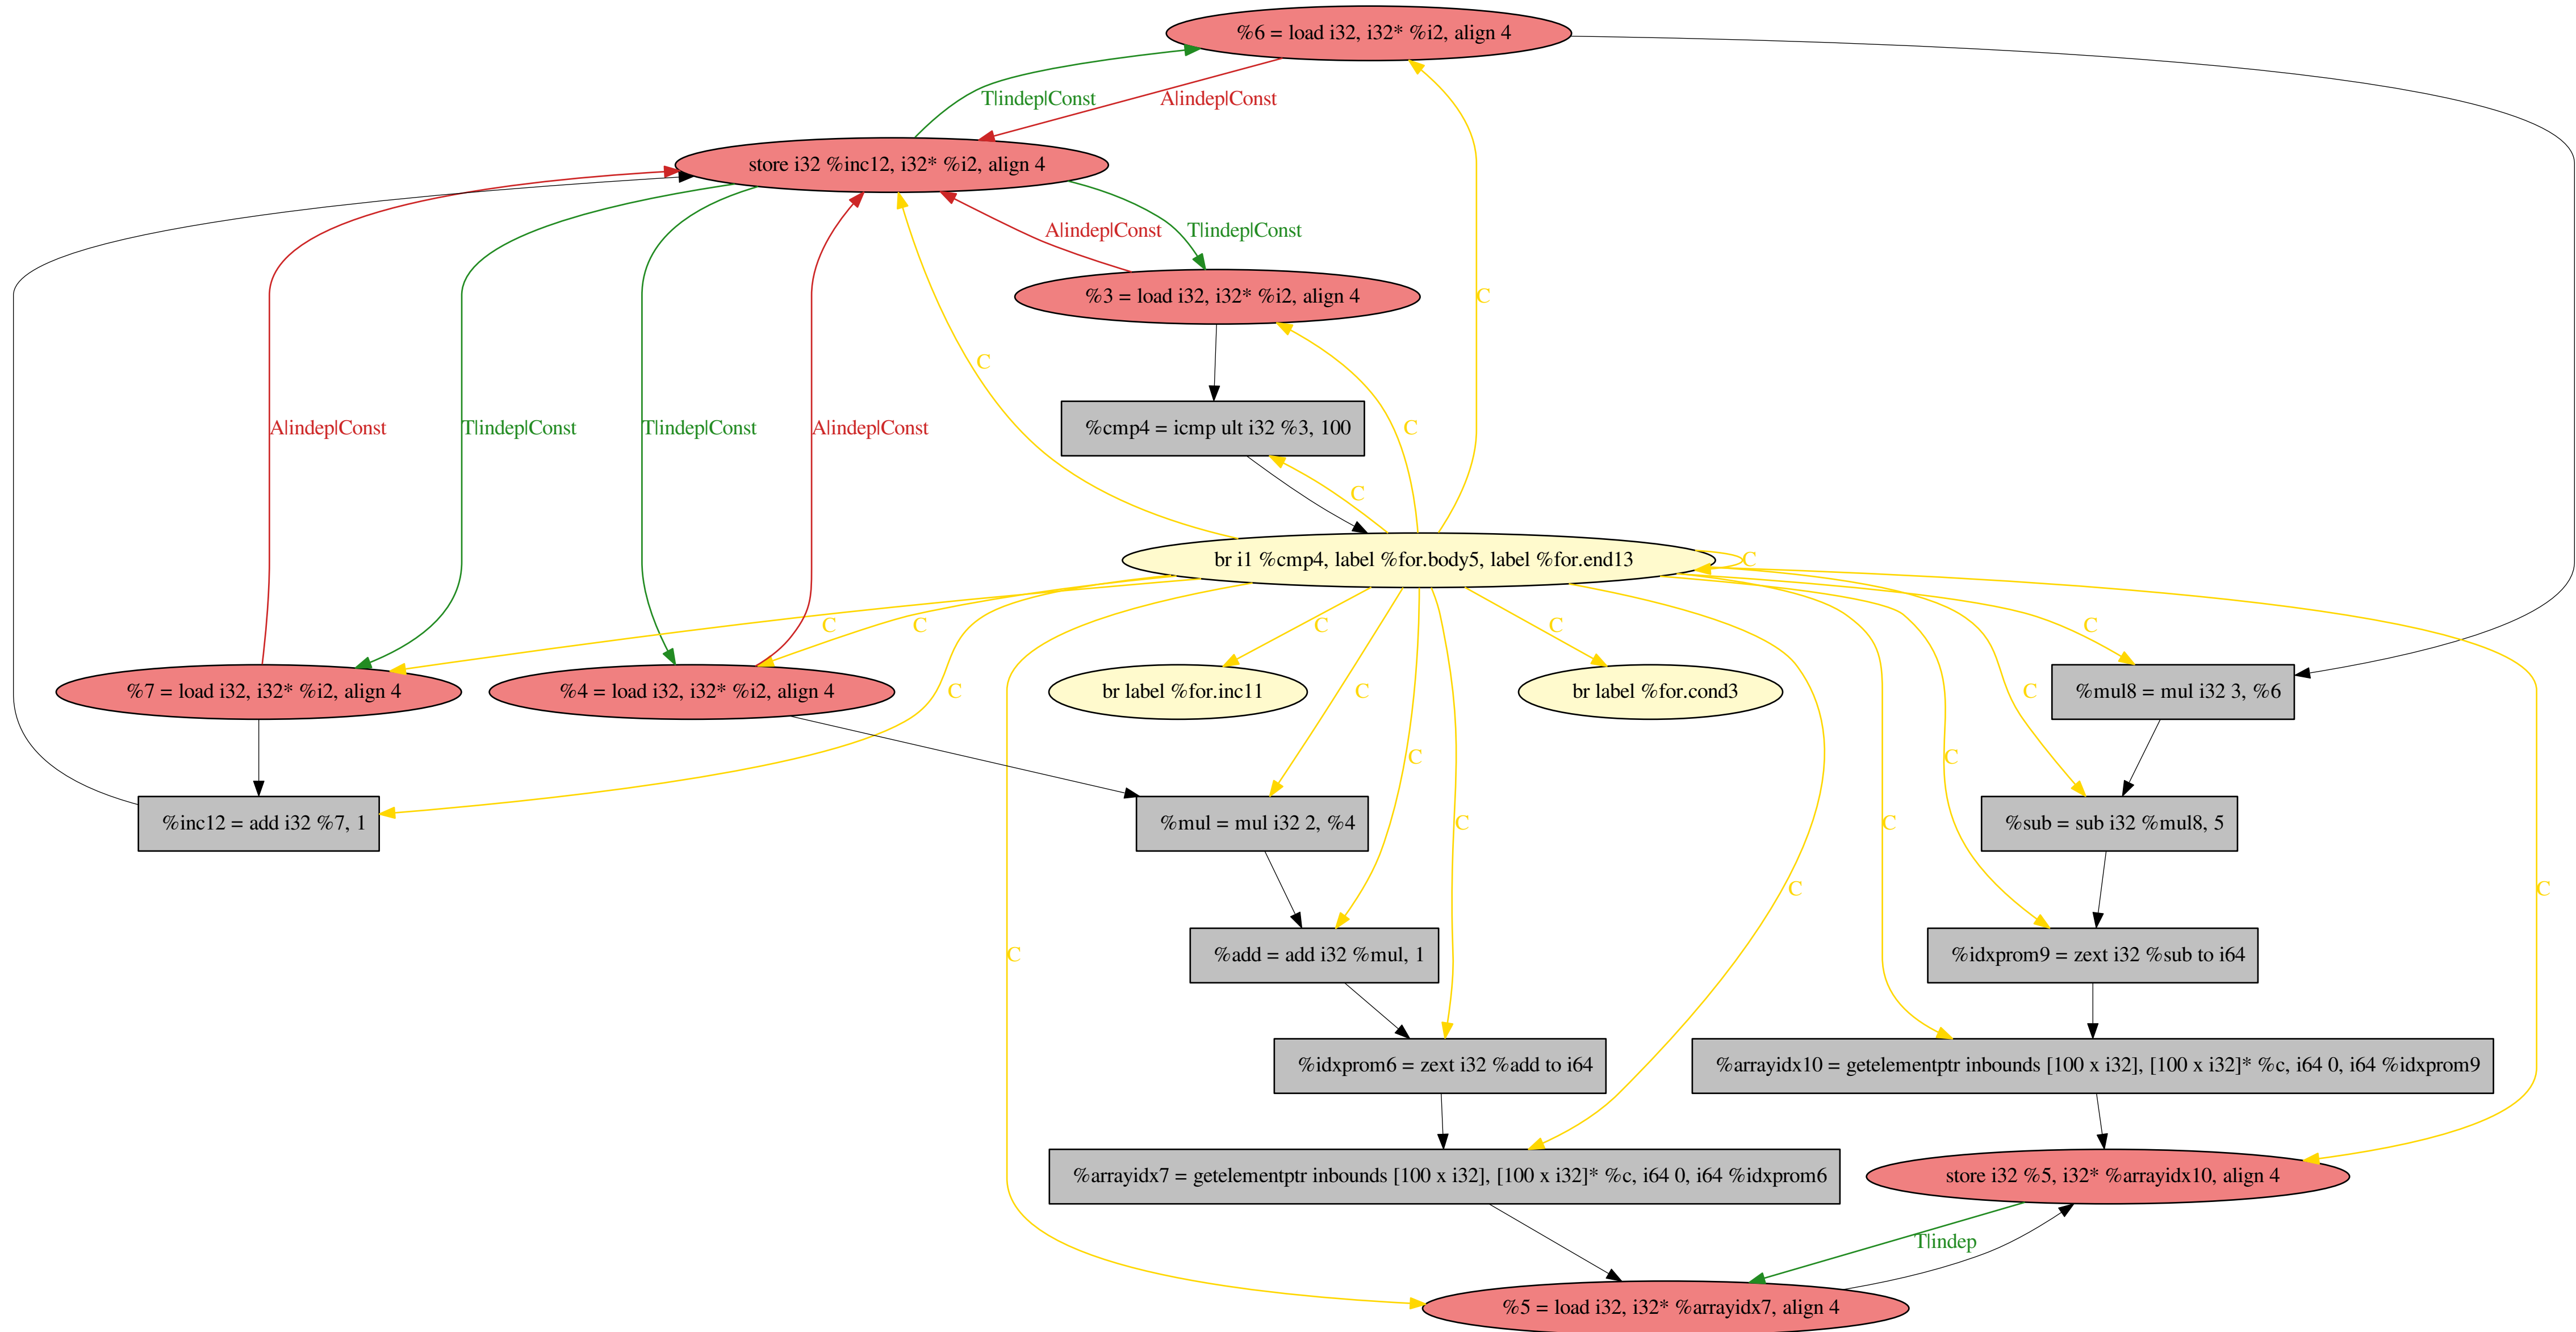 %6 = load i32, i32* %i2, align 4
T|indep|Const
A|indep|Const
store i32 %inc12, i32* %i2, align 4
A|indep|Const
T|indep|Const
%3 = load i32, i32* %i2, align 4
C
C
A|indep|Const
T|indep|Const
T|indep|Const
A|indep|Const
%cmp4 = icmp ult i32 %3, 100
C
C
br i1 %cmp4, label %for.body5, label %for.end13
C
C
C
C
C
C
%7 = load i32, i32* %i2, align 4
%4 = load i32, i32* %i2, align 4
C
br label %for.inc11
C
br label %for.cond3
C
%mul8 = mul i32 3, %6
C
C
%inc12 = add i32 %7, 1
%mul = mul i32 2, %4
C
C
%sub = sub i32 %mul8, 5
C
C
C
%add = add i32 %mul, 1
%idxprom9 = zext i32 %sub to i64
%idxprom6 = zext i32 %add to i64
%arrayidx10 = getelementptr inbounds [100 x i32], [100 x i32]* %c, i64 0, i64 %idxprom9
%arrayidx7 = getelementptr inbounds [100 x i32], [100 x i32]* %c, i64 0, i64 %idxprom6
store i32 %5, i32* %arrayidx10, align 4
T|indep
%5 = load i32, i32* %arrayidx7, align 4